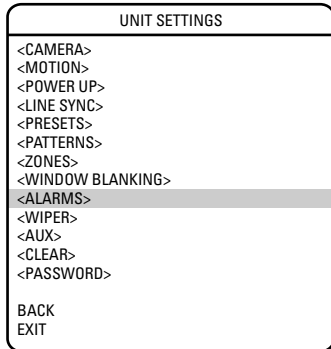 UNIT SETTINGS
<CAMERA>
<MOTION>
<POWER UP>
<LINE SYNC>
<PRESETS>
<PATTERNS>
<ZONES>
<WINDOW BLANKING>
<ALARMS>
<WIPER>
<AUX>
<CLEAR>
<PASSWORD>
BACK
EXIT